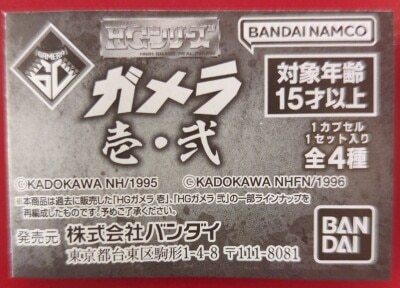 GAMERA
HGシリーズ
BANDAI NAMCO
ガメラ
壱・弐
対象年齢
15才以上
1カプセル
1セット入り
全4種
©KADOKAWA NH/1995 ©KADOKAWA NHFN/1996
※本商品は過去に販売した「HGガメラ 壱」、「HGガメラ 弐」の一部ラインナップを
再編成したものです。予めご了承ください。
発売元 株式会社バンダイ
東京都台東区駒形1-4-8 〒111-8081
BAN
DAI